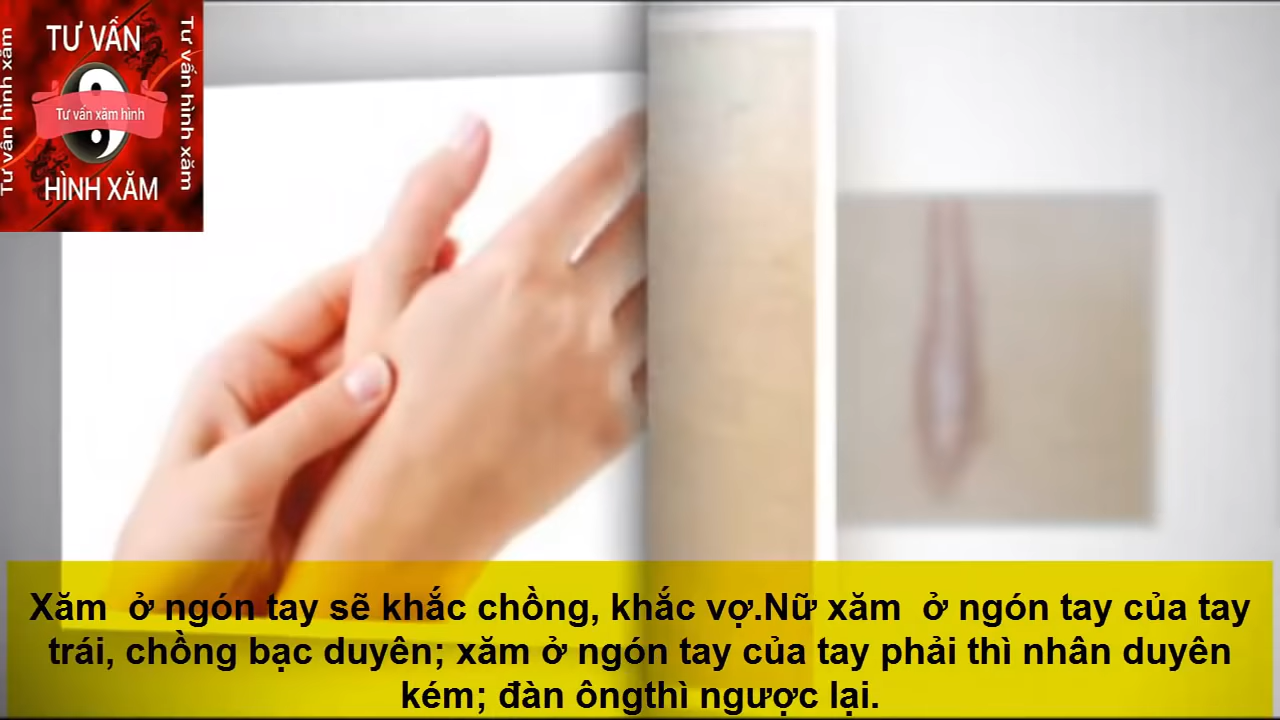 TƯ VẤN
Tư vấn hình xăm
Tư vấn hình xăm
Tư vấn xăm hình
HÌNH XĂM
Xăm ở ngón tay sẽ khắc chồng, khắc vợ.Nữ xăm ở ngón tay của tay
trái, chồng bạc duyên; xăm ở ngón tay của tay phải thì nhân duyên
kém; đàn ôngthì ngược lại.